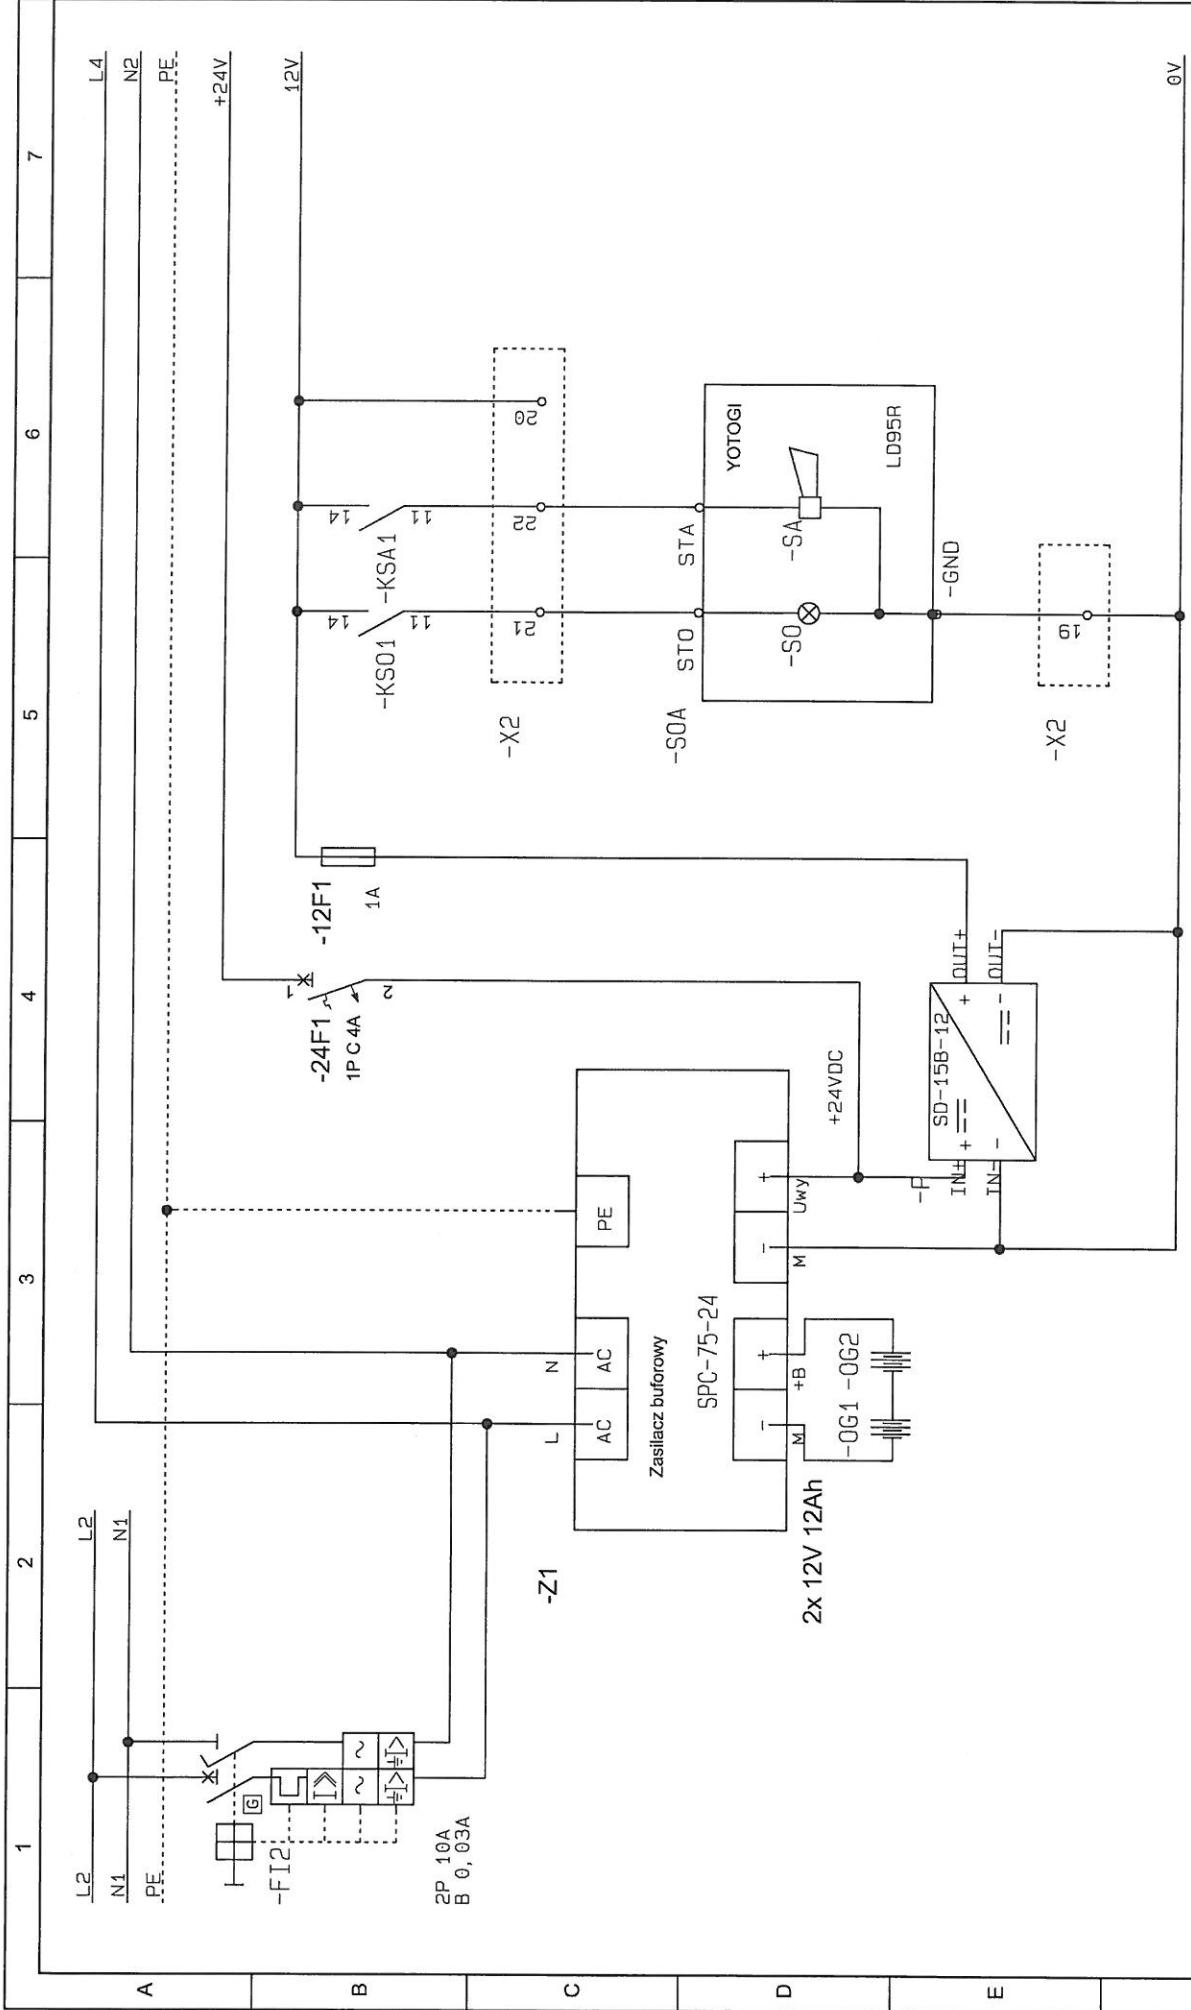 1
2
3
4
5
6
7
A
B
C
D
E
L2
L2
L4
N1
N1
N2
PE
PE
+24V
12V
0V
-FI2
G
2P 10A
B 0,03A
-Z1
L
N
AC
AC
PE
Zasilacz buforowy
SPC-75-24
-
+
-
+
M
+B
M
Uwy
2x 12V 12Ah
-OG1
-OG2
+24VDC
-24F1
1P C 4A
1
2
-12F1
1A
-P
SD-15B-12
IN+
IN-
OUT+
OUT-
+
-
+
-
-KSO1
14
11
-KSA1
14
11
-X2
21
22
20
-SOA
STO
STA
YOTOGI
-SO
-SA
LD95R
-GND
-X2
19